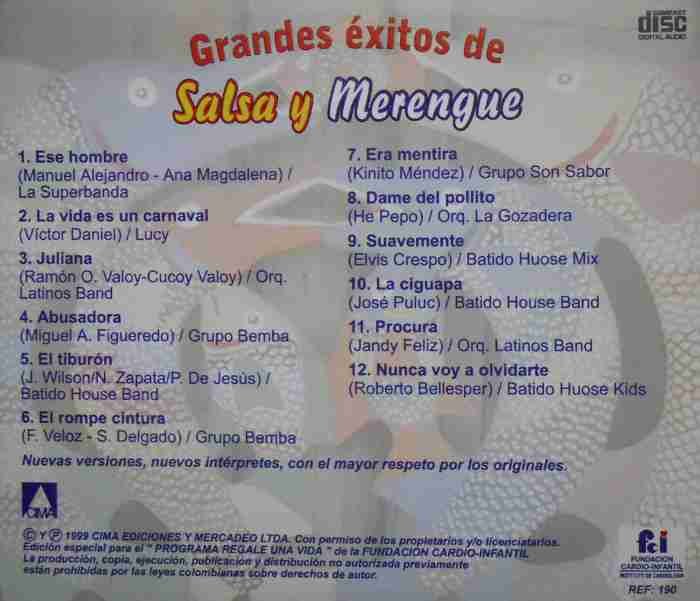 COMPACT
disc
DIGITAL AUDIO
Grandes éxitos de
Salsa y Merengue
1. Ese hombre
(Manuel Alejandro - Ana Magdalena) /
La Superbanda
2. La vida es un carnaval
(Víctor Daniel) / Lucy
3. Juliana
(Ramón O. Valoy-Cucoy Valoy) / Orq.
Latinos Band
4. Abusadora
(Miguel A. Figueredo) / Grupo Bemba
5. El tiburón
(J. Wilson/N. Zapata/P. De Jesús) /
Batido House Band
6. El rompe cintura
(F. Veloz - S. Delgado) / Grupo Bemba
7. Era mentira
(Kinito Méndez) / Grupo Son Sabor
8. Dame del pollito
(He Pepo) / Orq. La Gozadera
9. Suavemente
(Elvis Crespo) / Batido Huose Mix
10. La ciguapa
(José Puluc) / Batido House Band
11. Procura
(Jandy Feliz) / Orq. Latinos Band
12. Nunca voy a olvidarte
(Roberto Bellesper) / Batido Huose Kids
Nuevas versiones, nuevos intérpretes, con el mayor respeto por los originales.
CIMA
© Y ℗ 1999 CIMA EDICIONES Y MERCADEO LTDA. Con permiso de los propietarios y/o licenciatarios.
Edición especial para el " PROGRAMA REGALE UNA VIDA " de la FUNDACION CARDIO-INFANTIL
La producción, copia, ejecución, publicación y distribución no autorizada previamente
están prohibidas por las leyes colombianas sobre derechos de autor.
fci
FUNDACION
CARDIO-INFANTIL
INSTITUTO DE CARDIOLOGIA
REF: 190